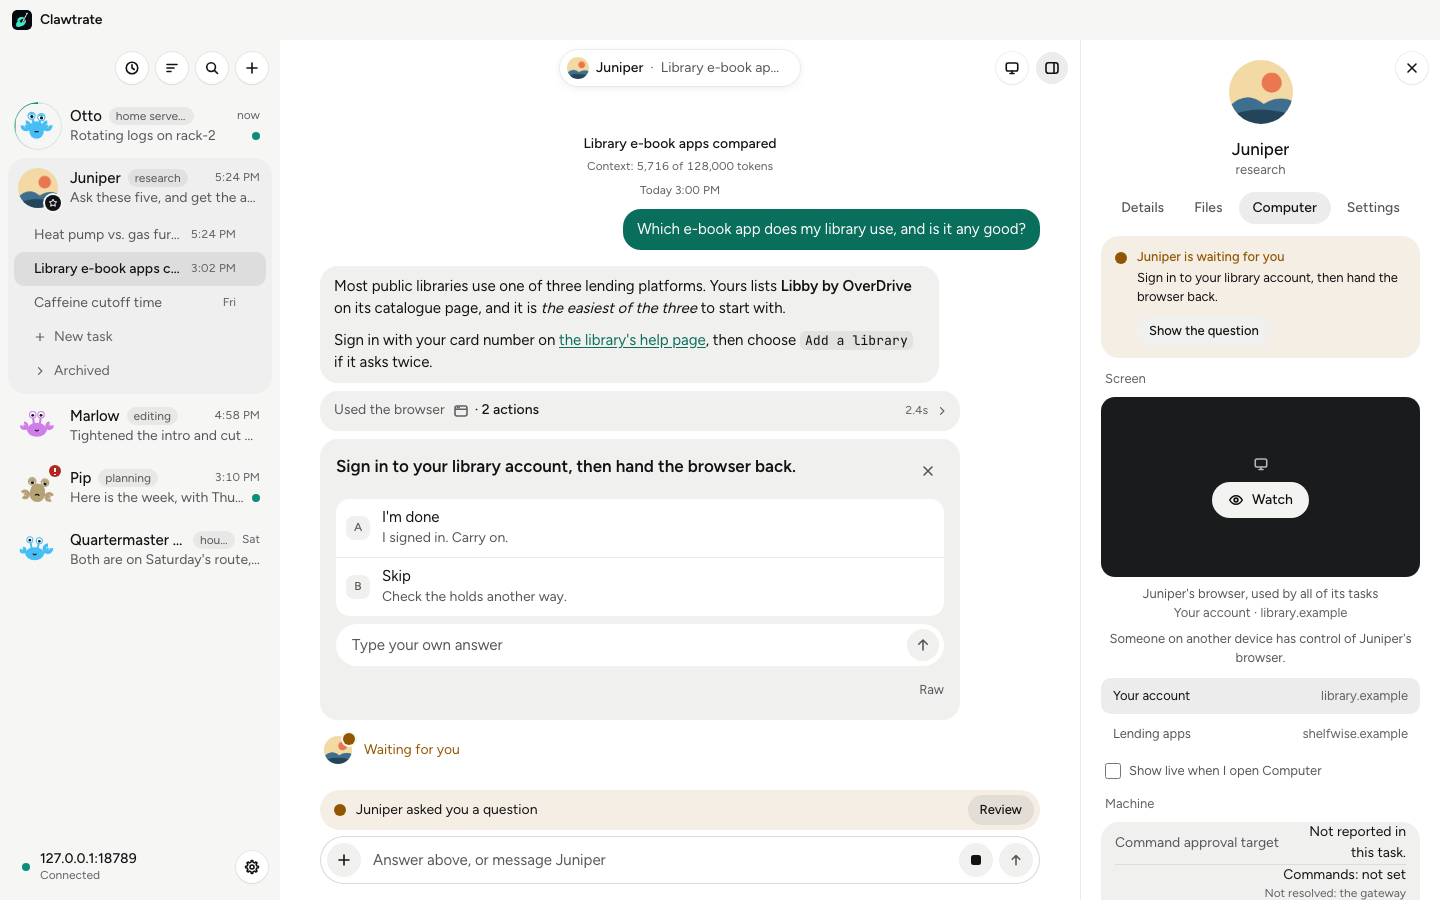 Clawtrate
Otto home serve... now
Rotating logs on rack-2
Juniper research 5:24 PM
Ask these five, and get the a...
Heat pump vs. gas fur... 5:24 PM
Library e-book apps c... 3:02 PM
Caffeine cutoff time Fri
New task
Archived
Marlow editing 4:58 PM
Tightened the intro and cut ...
Pip planning 3:10 PM
Here is the week, with Thu...
Quartermaster ... hou... Sat
Both are on Saturday's route,...
127.0.0.1:18789
Connected
Juniper · Library e-book ap...
Library e-book apps compared
Context: 5,716 of 128,000 tokens
Today 3:00 PM
Which e-book app does my library use, and is it any good?
Most public libraries use one of three lending platforms. Yours lists Libby by OverDrive
on its catalogue page, and it is the easiest of the three to start with.
Sign in with your card number on the library's help page, then choose Add a library
if it asks twice.
Used the browser · 2 actions 2.4s
Sign in to your library account, then hand the browser back.
A I'm done
I signed in. Carry on.
B Skip
Check the holds another way.
Type your own answer
Raw
Waiting for you
Juniper asked you a question Review
Answer above, or message Juniper
Juniper
research
Details Files Computer Settings
Juniper is waiting for you
Sign in to your library account, then hand the
browser back.
Show the question
Screen
Watch
Juniper's browser, used by all of its tasks
Your account · library.example
Someone on another device has control of Juniper's
browser.
Your account library.example
Lending apps shelfwise.example
Show live when I open Computer
Machine
Command approval target Not reported in
this task.
Commands: not set
Not resolved: the gateway